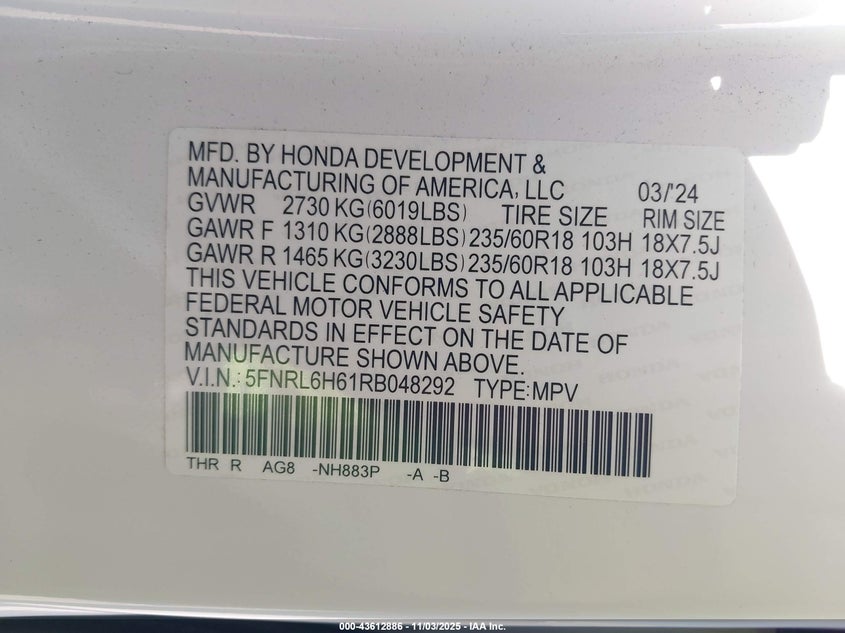 MFD. BY HONDA DEVELOPMENT &
MANUFACTURING OF AMERICA, LLC 03/'24
GVWR 2730 KG(6019LBS) TIRE SIZE RIM SIZE
GAWR F 1310 KG(2888LBS) 235/60R18 103H 18X7.5J
GAWR R 1465 KG(3230LBS) 235/60R18 103H 18X7.5J
THIS VEHICLE CONFORMS TO ALL APPLICABLE
FEDERAL MOTOR VEHICLE SAFETY
STANDARDS IN EFFECT ON THE DATE OF
MANUFACTURE SHOWN ABOVE.
V.I.N.: 5FNRL6H61RB048292 TYPE:MPV
THR R AG8 -NH883P -A -B
000-43612886 - 11/03/2025 - IAA Inc.